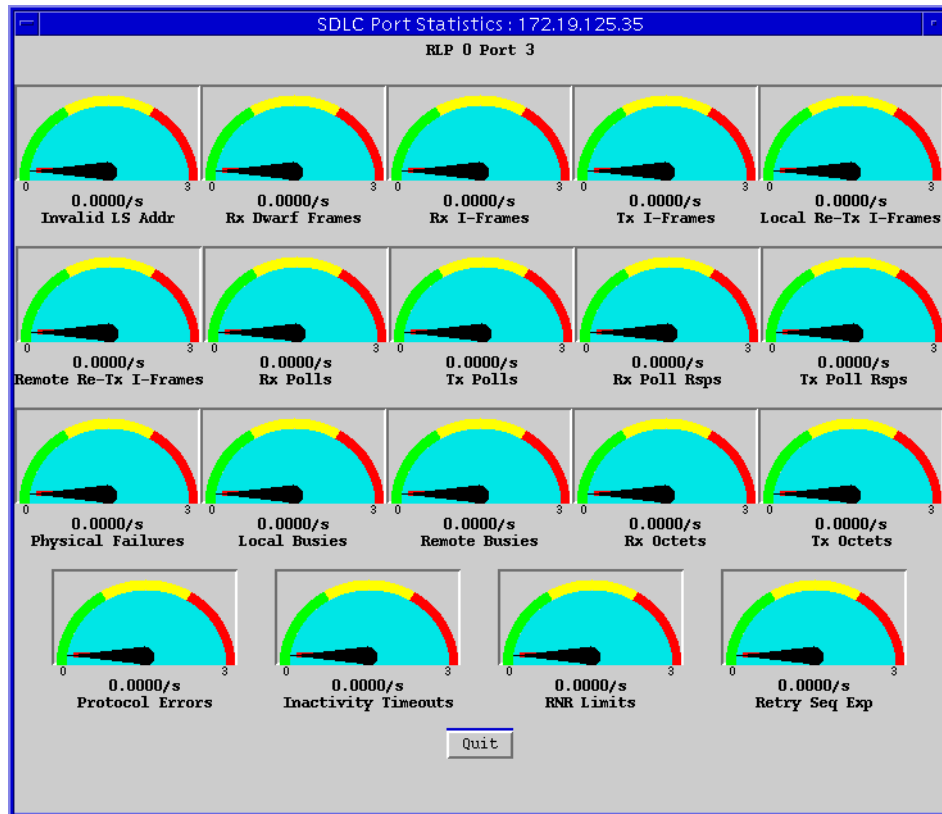 SDLC Port Statistics : 172.19.125.35
RLP 0 Port 3
0 3 0 3 0 3 0 3 0 3
0.0000/s 0.0000/s 0.0000/s 0.0000/s 0.0000/s
Invalid LS Addr Rx Dwarf Frames Rx I-Frames Tx I-Frames Local Re-Tx I-Frames
0 3 0 3 0 3 0 3 0 3
0.0000/s 0.0000/s 0.0000/s 0.0000/s 0.0000/s
Remote Re-Tx I-Frames Rx Polls Tx Polls Rx Poll Rsps Tx Poll Rsps
0 3 0 3 0 3 0 3 0 3
0.0000/s 0.0000/s 0.0000/s 0.0000/s 0.0000/s
Physical Failures Local Busies Remote Busies Rx Octets Tx Octets
0 3 0 3 0 3 0 3
0.0000/s 0.0000/s 0.0000/s 0.0000/s
Protocol Errors Inactivity Timeouts RNR Limits Retry Seq Exp
Quit